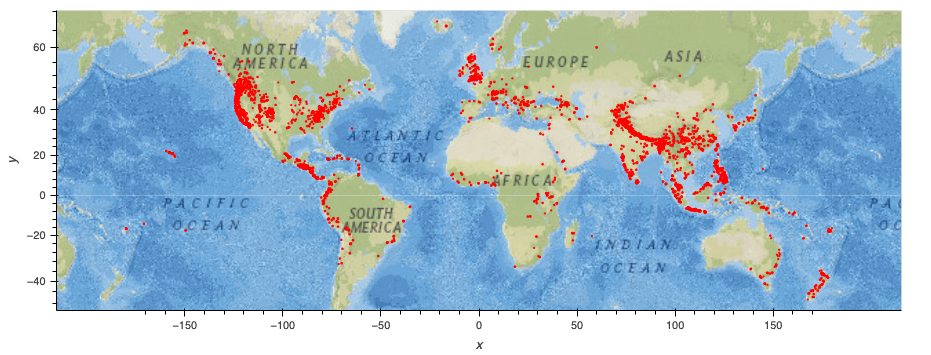 NORTH
AMERICA
EUROPE
ASIA
ATLANTIC
OCEAN
AFRICA
PACIFIC
OCEAN
SOUTH
AMERICA
INDIAN
OCEAN
PAC
OC
60
40
20
0
−20
−40
y
−150
−100
−50
0
50
100
150
x